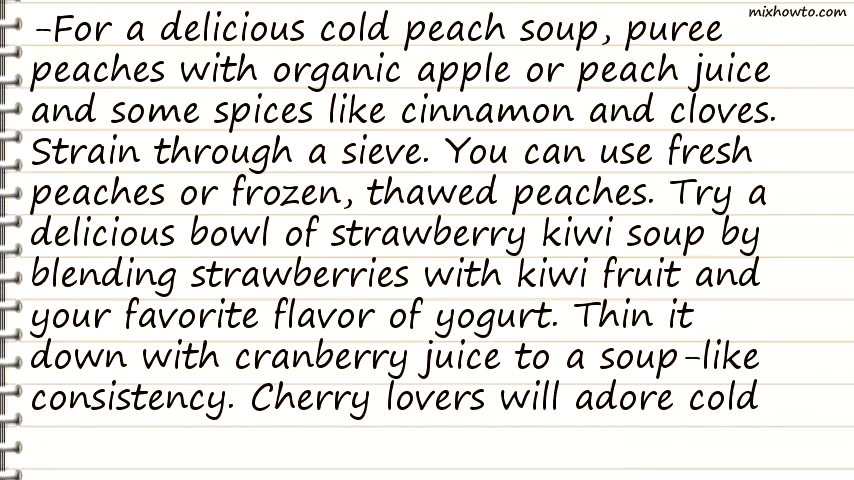 mixhowto.com
-For a delicious cold peach soup, puree
peaches with organic apple or peach juice
and some spices like cinnamon and cloves.
Strain through a sieve. You can use fresh
peaches or frozen, thawed peaches. Try a
delicious bowl of strawberry kiwi soup by
blending strawberries with kiwi fruit and
your favorite flavor of yogurt. Thin it
down with cranberry juice to a soup-like
consistency. Cherry lovers will adore cold